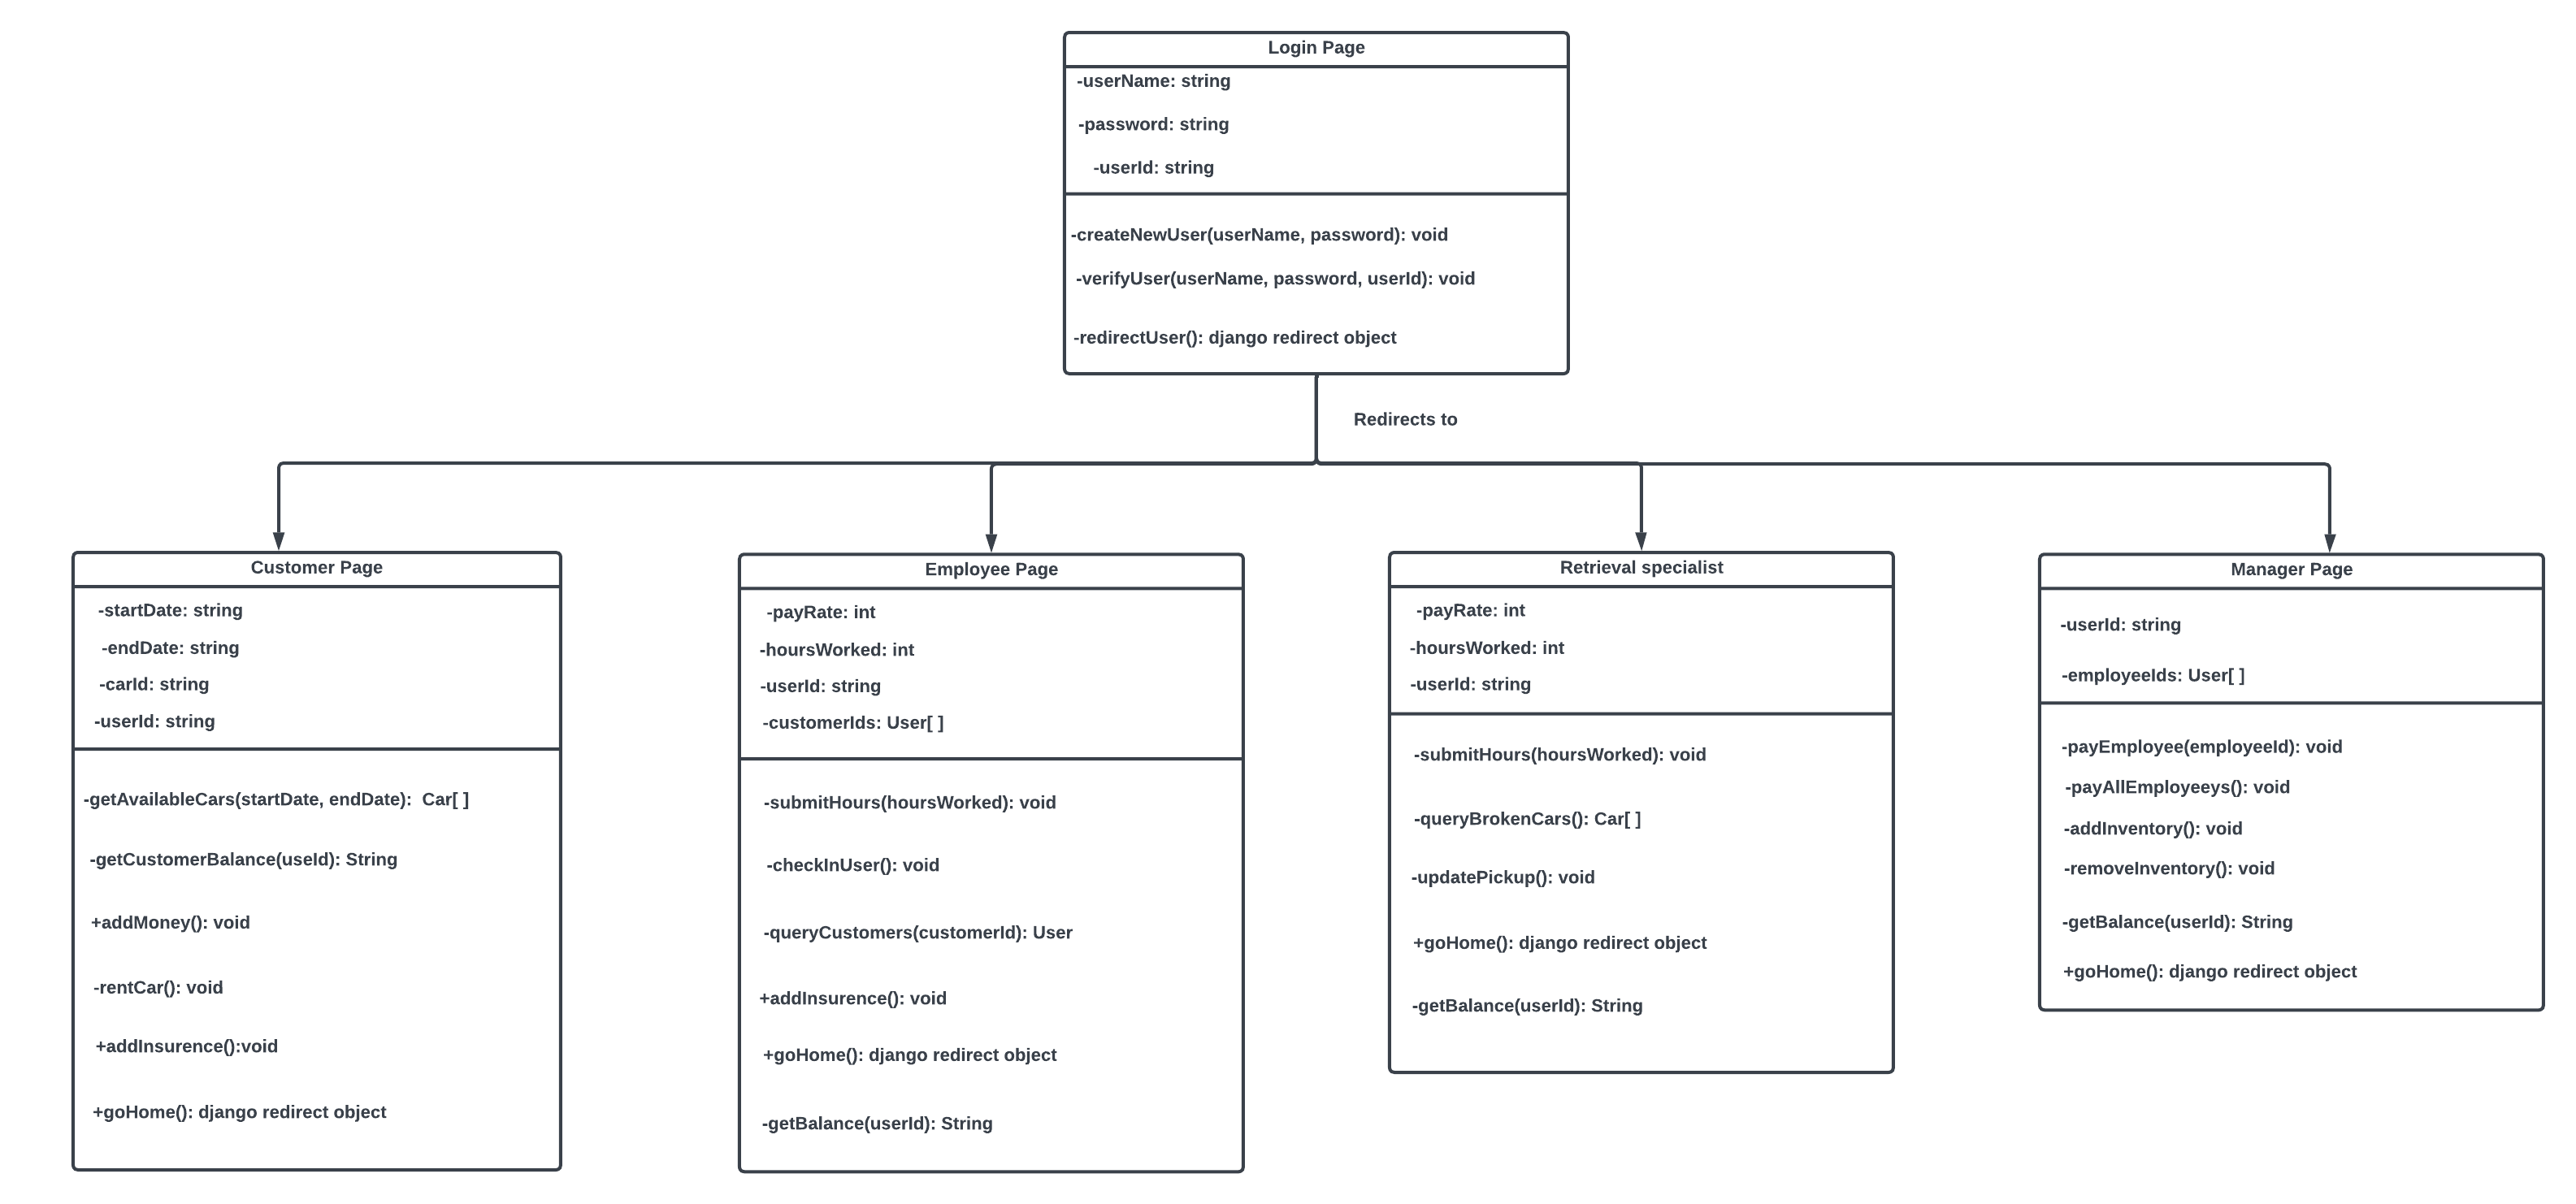 Login Page
-userName: string
-password: string
-userId: string
-createNewUser(userName, password): void
-verifyUser(userName, password, userId): void
-redirectUser(): django redirect object
Redirects to
Customer Page
-startDate: string
-endDate: string
-carId: string
-userId: string
-getAvailableCars(startDate, endDate):  Car[ ]
-getCustomerBalance(useId): String
+addMoney(): void
-rentCar(): void
+addInsurence():void
+goHome(): django redirect object
Employee Page
-payRate: int
-hoursWorked: int
-userId: string
-customerIds: User[ ]
-submitHours(hoursWorked): void
-checkInUser(): void
-queryCustomers(customerId): User
+addInsurence(): void
+goHome(): django redirect object
-getBalance(userId): String
Retrieval specialist
-payRate: int
-hoursWorked: int
-userId: string
-submitHours(hoursWorked): void
-queryBrokenCars(): Car[ ]
-updatePickup(): void
+goHome(): django redirect object
-getBalance(userId): String
Manager Page
-userId: string
-employeeIds: User[ ]
-payEmployee(employeeId): void
-payAllEmployeeys(): void
-addInventory(): void
-removeInventory(): void
-getBalance(userId): String
+goHome(): django redirect object